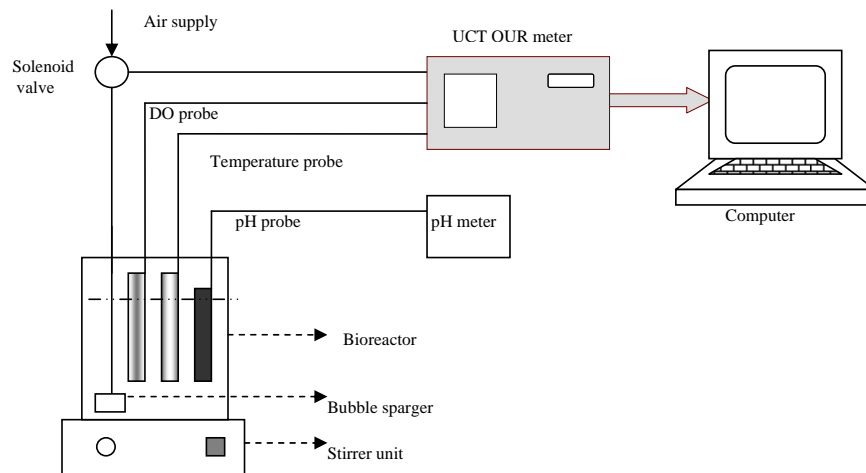 Air supply
UCT OUR meter
Solenoid
valve
DO probe
Temperature probe
pH probe
pH meter
Computer
Bioreactor
Bubble sparger
Stirrer unit